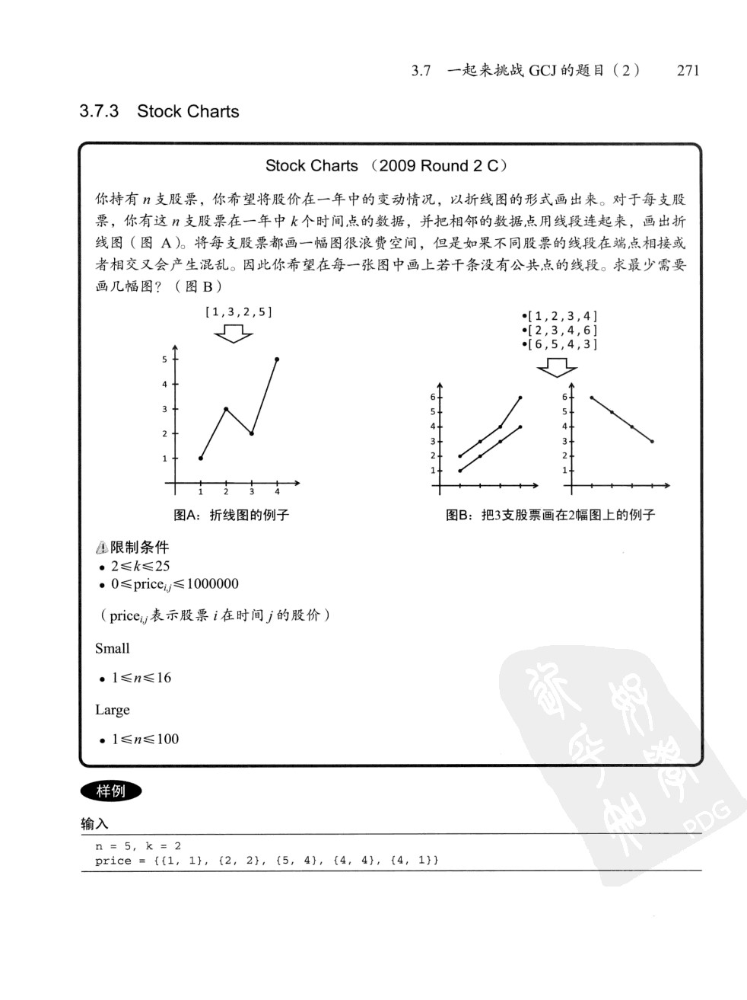 3.7 一起来挑战 GCJ 的题目（2） 271
3.7.3 Stock Charts
Stock Charts （2009 Round 2 C）
你持有 n 支股票，你希望将股价在一年中的变动情况，以折线图的形式画出来。对于每支股
票，你有这 n 支股票在一年中 k 个时间点的数据，并把相邻的数据点用线段连起来，画出折
线图（图 A）。将每支股票都画一幅图很浪费空间，但是如果不同股票的线段在端点相接或
者相交又会产生混乱。因此你希望在每一张图中画上若干条没有公共点的线段。求最少需要
画几幅图？（图 B）
[1,3,2,5]
5
4
3
2
1
1 2 3 4
图A：折线图的例子
•[1,2,3,4]
•[2,3,4,6]
•[6,5,4,3]
6
5
4
3
2
1
6
5
4
3
2
1
图B：把3支股票画在2幅图上的例子
限制条件
• 2≤k≤25
• 0≤price i,j≤1000000
（price i,j 表示股票 i 在时间 j 的股价）
Small
• 1≤n≤16
Large
• 1≤n≤100
样例
输入
n = 5, k = 2
price = {{1, 1}, {2, 2}, {5, 4}, {4, 4}, {4, 1}}
PDG